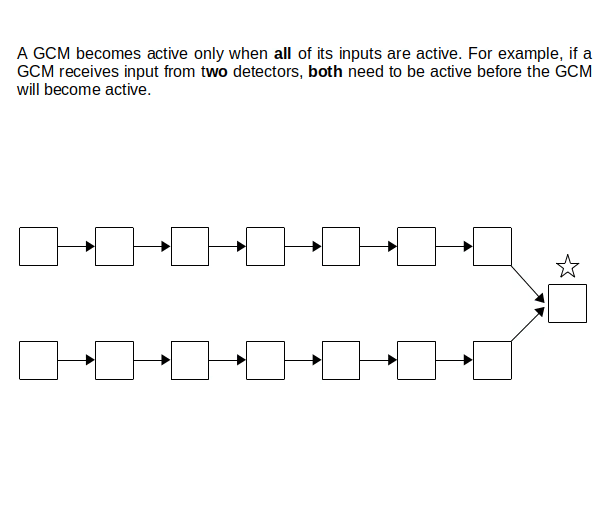 A GCM becomes active only when all of its inputs are active. For example, if a
GCM receives input from two detectors, both need to be active before the GCM
will become active.